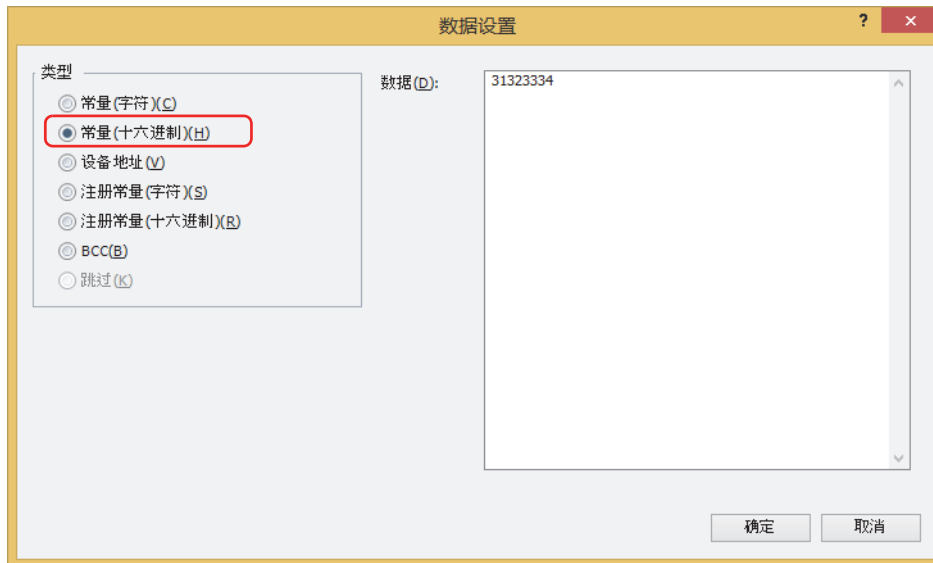 数据设置
?
×
类型
常量(字符)(C)
常量(十六进制)(H)
设备地址(V)
注册常量(字符)(S)
注册常量(十六进制)(R)
BCC(B)
跳过(K)
数据(D):
31323334
确定
取消